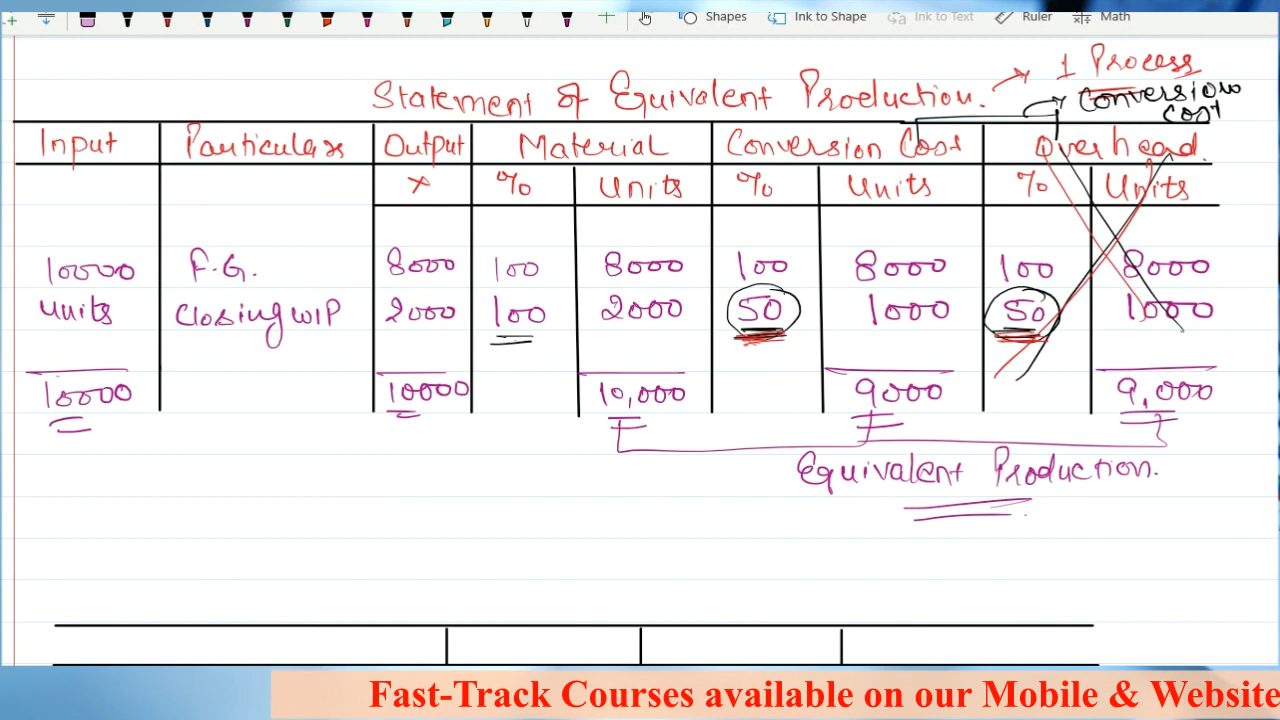 Shapes Ink to Shape Ink to Text Ruler Math
1 Process
Conversion
Cost
Statement of Equivalent Production.
Input Particulars Output Material Conversion Cost Overhead.
x % Units % Units % Units
10000 F.G. 8000 100 8000 100 8000 100 8000
Units Closing WIP 2000 100 2000 50 1000 50 1000
10000 10000 10,000 9000 9,000
Equivalent Production.
Fast-Track Courses available on our Mobile & Website